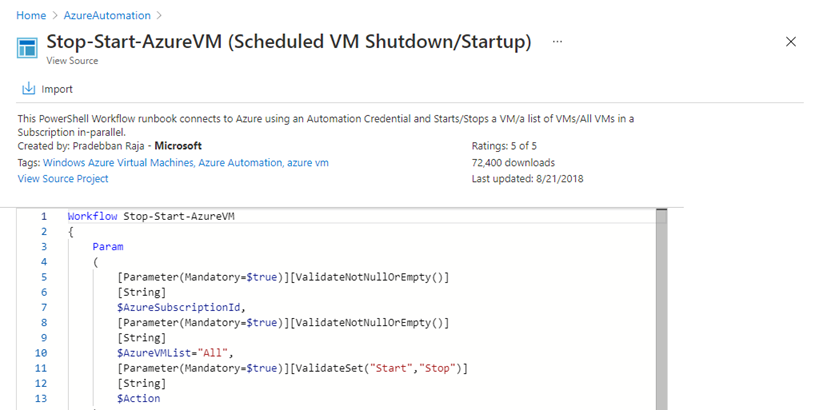 Home > AzureAutomation >
Stop-Start-AzureVM (Scheduled VM Shutdown/Startup) ...
View Source
Import
This PowerShell Workflow runbook connects to Azure using an Automation Credential and Starts/Stops a VM/a list of VMs/All VMs in a
Subscription in-parallel.
Created by: Pradebban Raja - Microsoft
Ratings: 5 of 5
Tags: Windows Azure Virtual Machines, Azure Automation, azure vm
72,400 downloads
View Source Project
Last updated: 8/21/2018
1 Workflow Stop-Start-AzureVM
2 {
3 Param
4 (
5 [Parameter(Mandatory=$true)][ValidateNotNullOrEmpty()]
6 [String]
7 $AzureSubscriptionId,
8 [Parameter(Mandatory=$true)][ValidateNotNullOrEmpty()]
9 [String]
10 $AzureVMList="All",
11 [Parameter(Mandatory=$true)][ValidateSet("Start","Stop")]
12 [String]
13 $Action